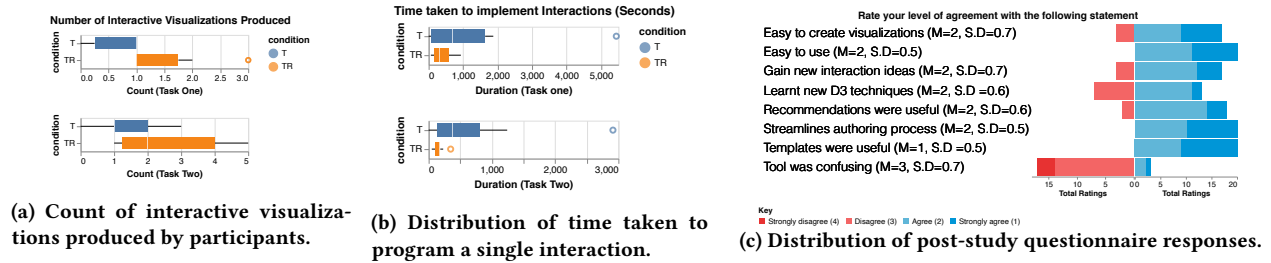 Number of Interactive Visualizations Produced
condition
T
TR
condition
T
TR
0.0 0.5 1.0 1.5 2.0 2.5 3.0
Count (Task One)
condition
T
TR
0 1 2 3 4 5
Count (Task Two)
(a) Count of interactive visualiza-
tions produced by participants.
Time taken to implement Interactions (Seconds)
condition
T
TR
condition
T
TR
0 1,000 2,000 3,000 4,000 5,000
Duration (Task one)
condition
T
TR
0 1,000 2,000 3,000
Duration (Task Two)
(b) Distribution of time taken to
program a single interaction.
Rate your level of agreement with the following statement
Easy to create visualizations (M=2, S.D=0.7)
Easy to use (M=2, S.D=0.5)
Gain new interaction ideas (M=2, S.D=0.7)
Learnt new D3 techniques (M=2, S.D =0.6)
Recommendations were useful (M=2, S.D=0.6)
Streamlines authoring process (M=2, S.D=0.5)
Templates were useful (M=1, S.D =0.5)
Tool was confusing (M=3, S.D=0.7)
15 10 5 0 0 5 10 15 20
Total Ratings Total Ratings
Key
Strongly disagree (4) Disagree (3) Agree (2) Strongly agree (1)
(c) Distribution of post-study questionnaire responses.